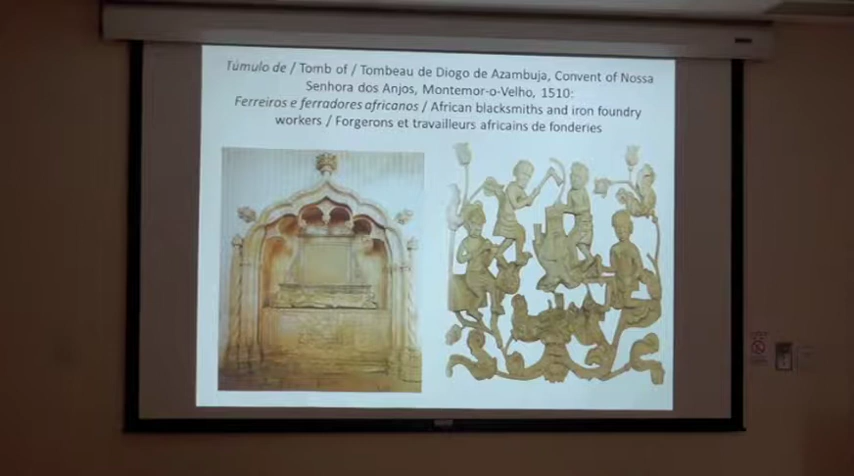 Túmulo de / Tomb of / Tombeau de Diogo de Azambuja, Convent of Nossa
Senhora dos Anjos, Montemor-o-Velho, 1510:
Ferreiros e ferradores africanos / African blacksmiths and iron foundry
workers / Forgerons et travailleurs africains de fonderies